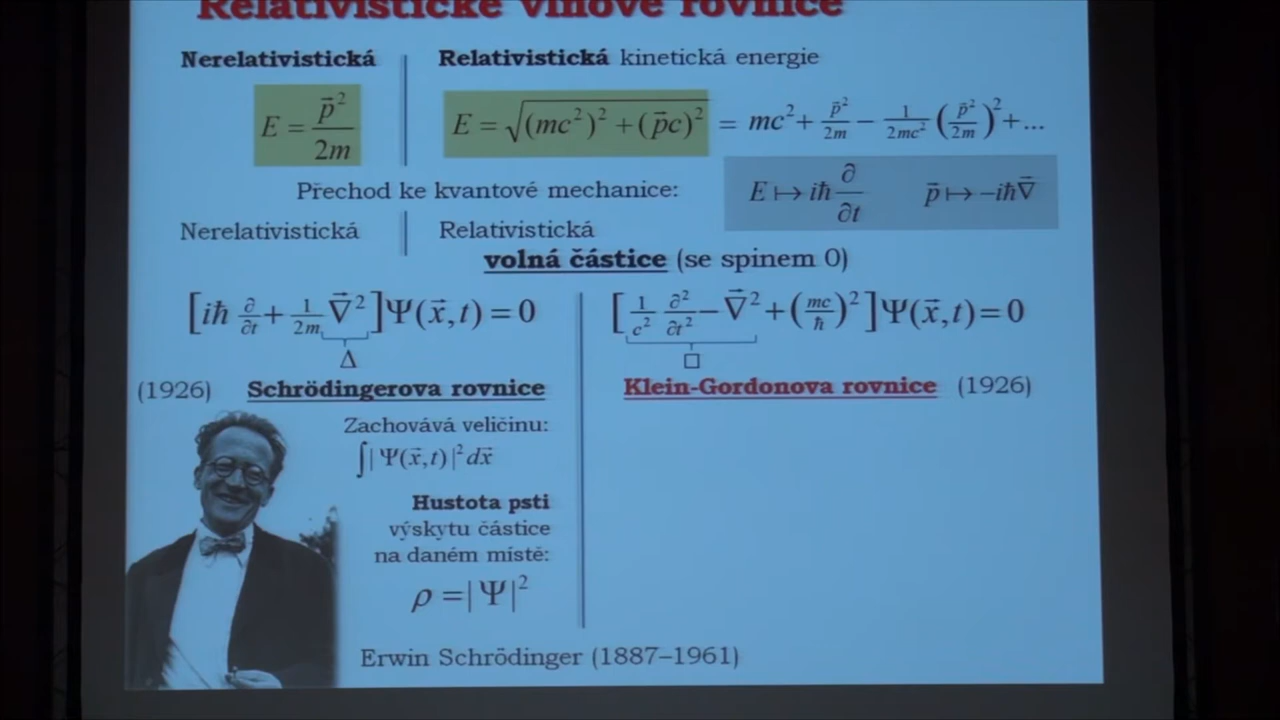 Relativistické vlnové rovnice
Nerelativistická | Relativistická kinetická energie
E = p⃗²/2m
E = √((mc²)² + (p⃗c)²) = mc² + p⃗²/2m − 1/2mc² (p⃗²/2m)² + ...
Přechod ke kvantové mechanice: E ↦ iħ ∂/∂t p⃗ ↦ −iħ∇⃗
Nerelativistická | Relativistická
volná částice (se spinem 0)
[iħ ∂/∂t + 1/2m ∇⃗²]Ψ(x⃗,t) = 0
Δ
[1/c² ∂²/∂t² − ∇⃗² + (mc/ħ)²]Ψ(x⃗,t) = 0
□
(1926) Schrödingerova rovnice
Klein-Gordonova rovnice (1926)
Zachovává veličinu:
∫|Ψ(x⃗,t)|² dx⃗
Hustota psti
výskytu částice
na daném místě:
ρ = |Ψ|²
Erwin Schrödinger (1887–1961)